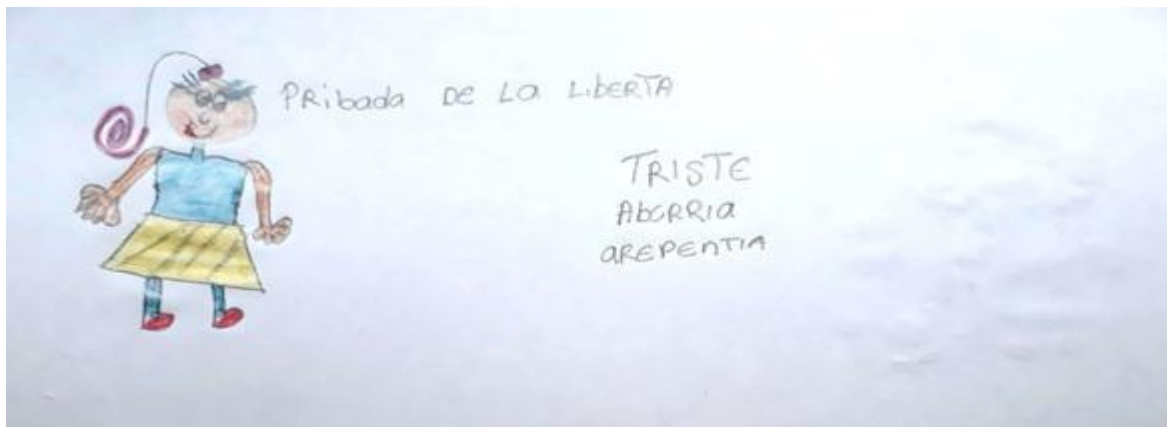 PRibada DE LA LibERTA
TRISTE
AbORRIA
AREPENTIA